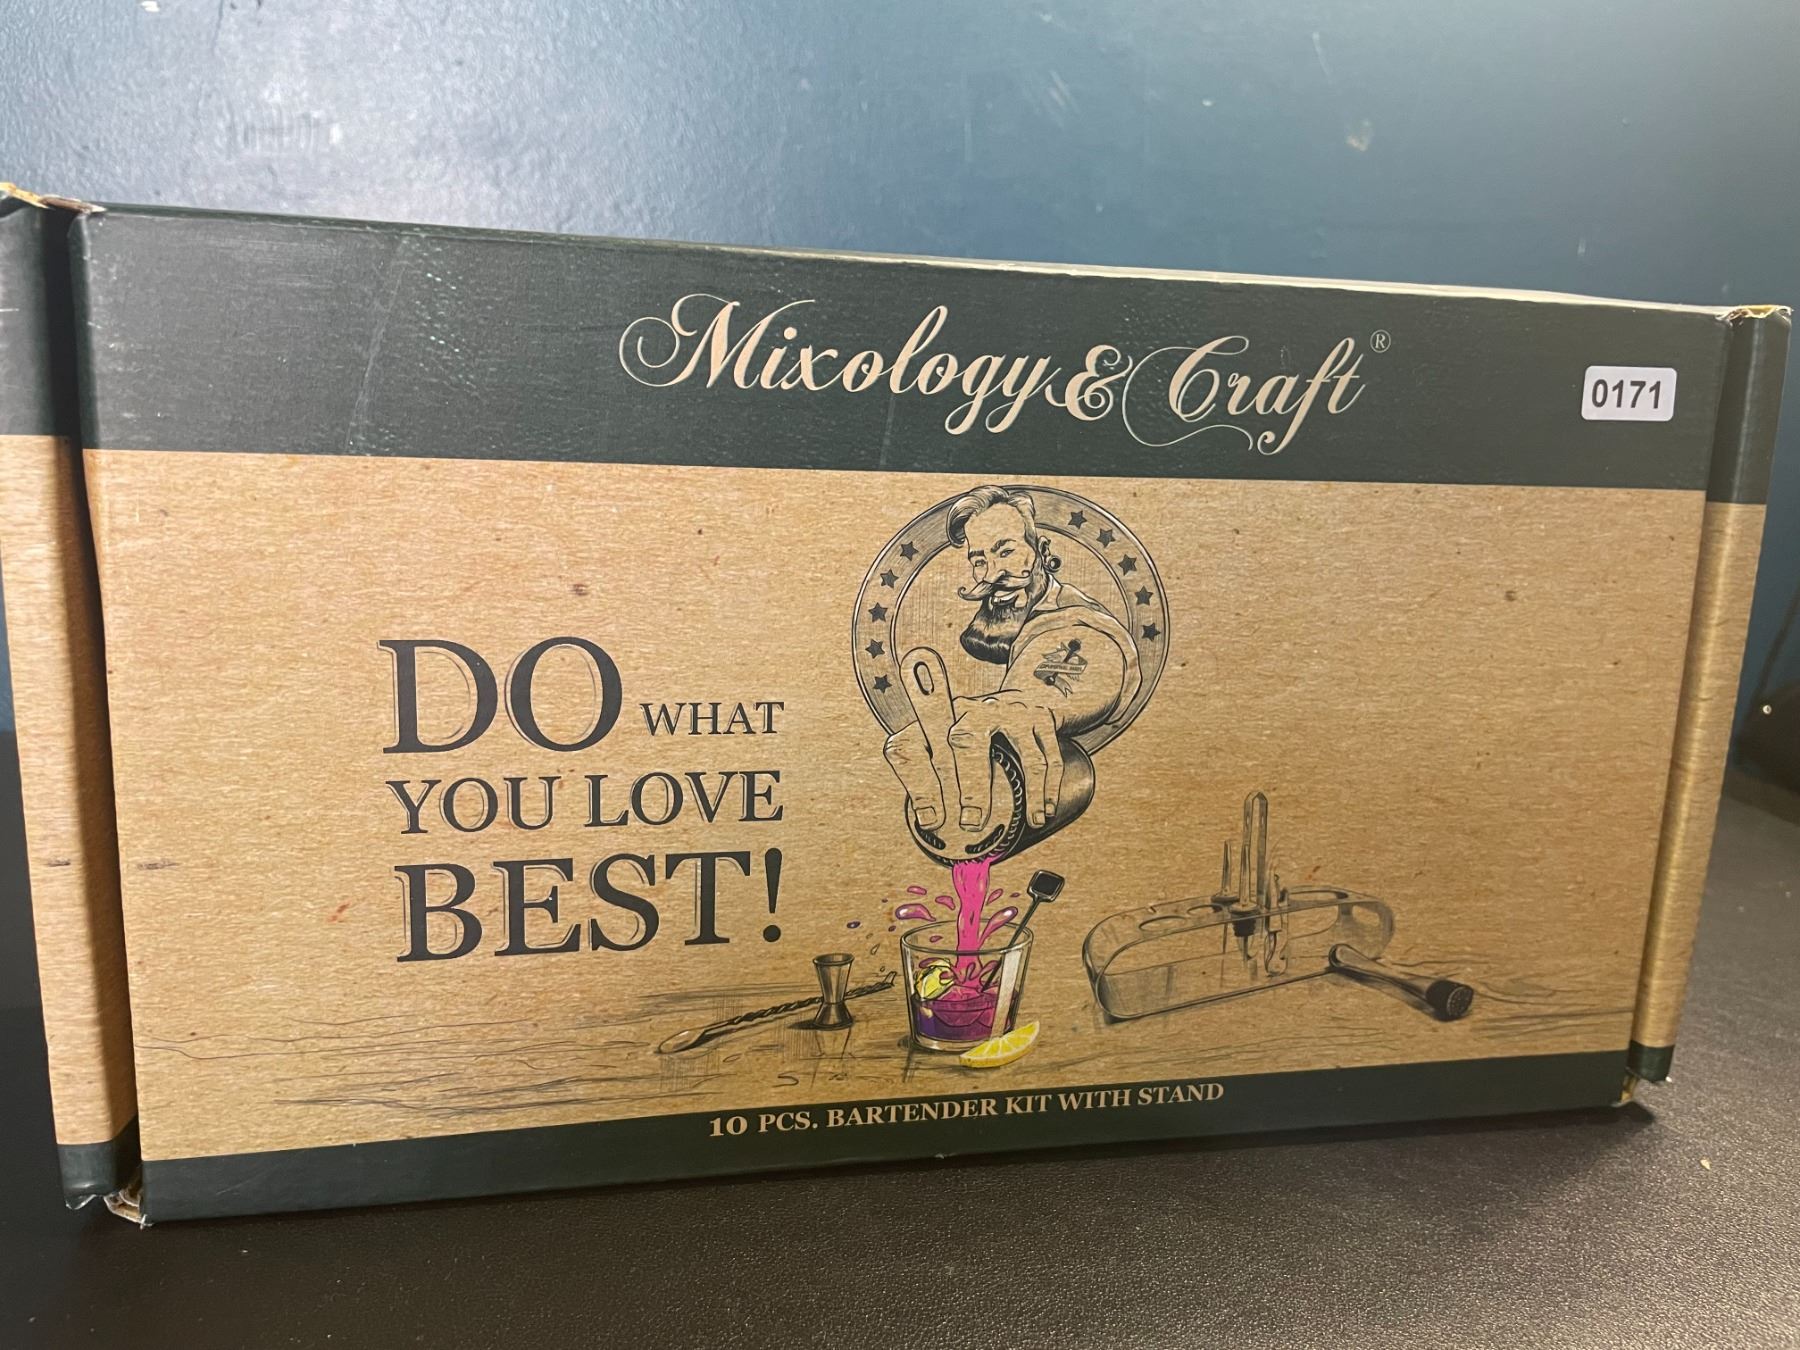 Mixology & Craft®
0171
DO WHAT
YOU LOVE
BEST!
10 PCS. BARTENDER KIT WITH STAND